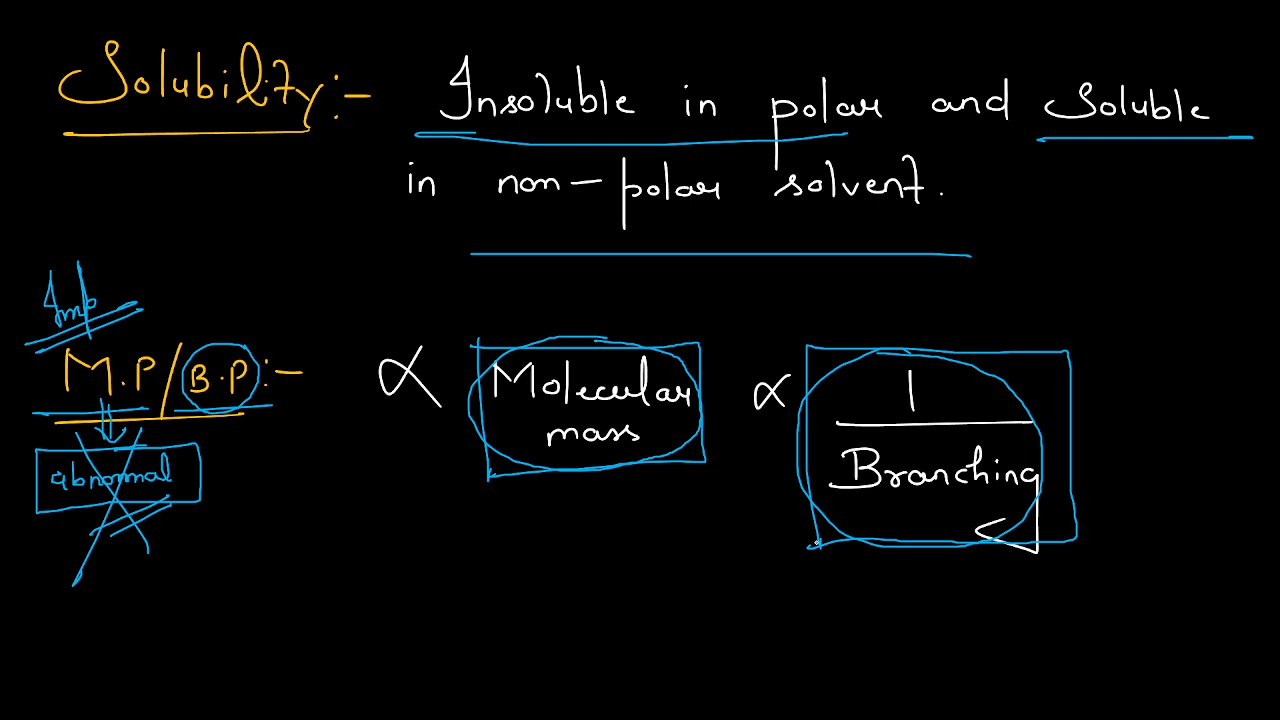 Solubility:- Insoluble in polar and Soluble
in non-polar solvent.
Imp
M.P/B.P:- ∝ Molecular mass ∝ 1/Branching
abnormal